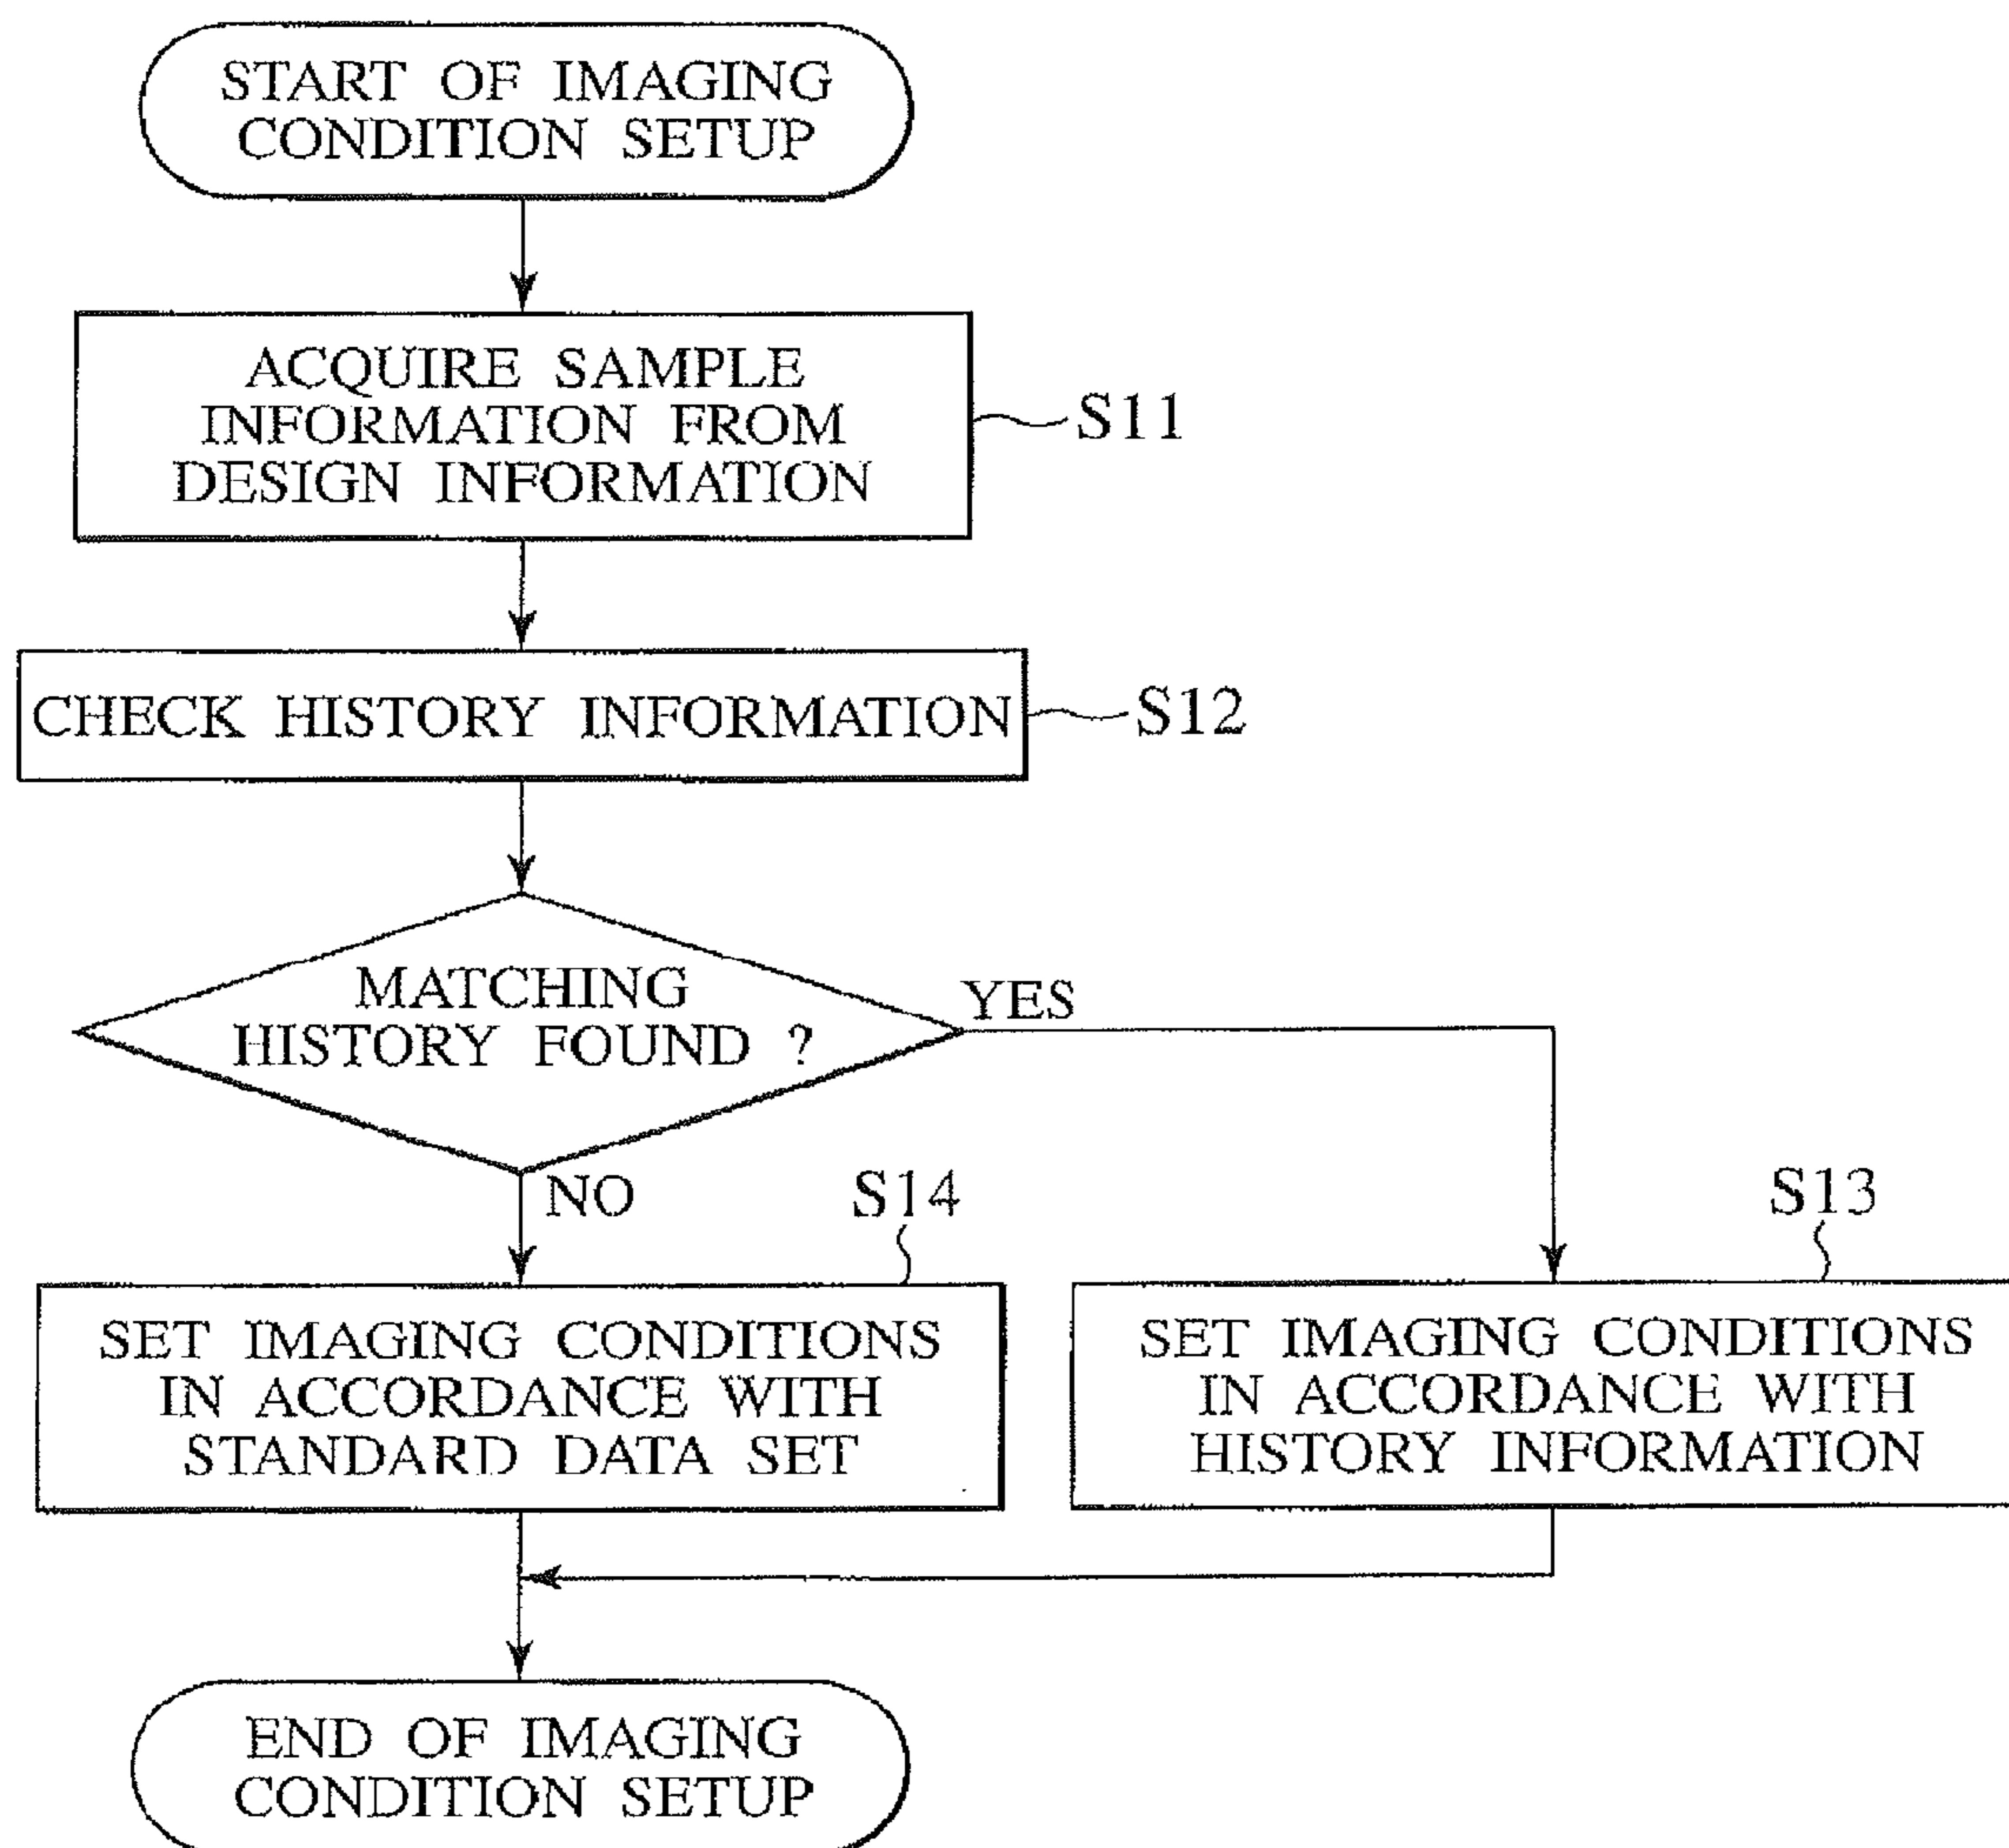 START OF IMAGING
CONDITION SETUP
ACQUIRE SAMPLE
INFORMATION FROM
DESIGN INFORMATION
S11
CHECK HISTORY INFORMATION
S12
MATCHING
HISTORY FOUND ?
YES
NO
S14
SET IMAGING CONDITIONS
IN ACCORDANCE WITH
STANDARD DATA SET
S13
SET IMAGING CONDITIONS
IN ACCORDANCE WITH
HISTORY INFORMATION
END OF IMAGING
CONDITION SETUP